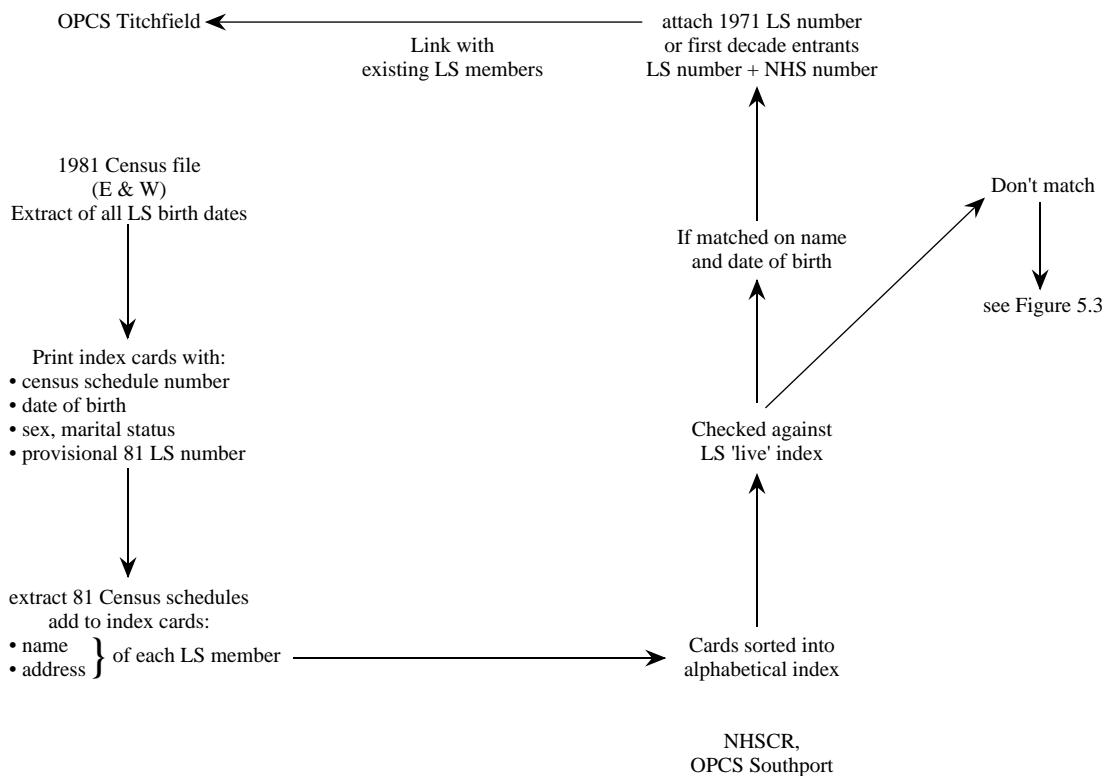 OPCS Titchfield
Link with
existing LS members
attach 1971 LS number
or first decade entrants
LS number + NHS number
1981 Census file
(E & W)
Extract of all LS birth dates
Don't match
If matched on name
and date of birth
see Figure 5.3
Print index cards with:
• census schedule number
• date of birth
• sex, marital status
• provisional 81 LS number
Checked against
LS 'live' index
extract 81 Census schedules
add to index cards:
• name
• address
} of each LS member
Cards sorted into
alphabetical index
NHSCR,
OPCS Southport